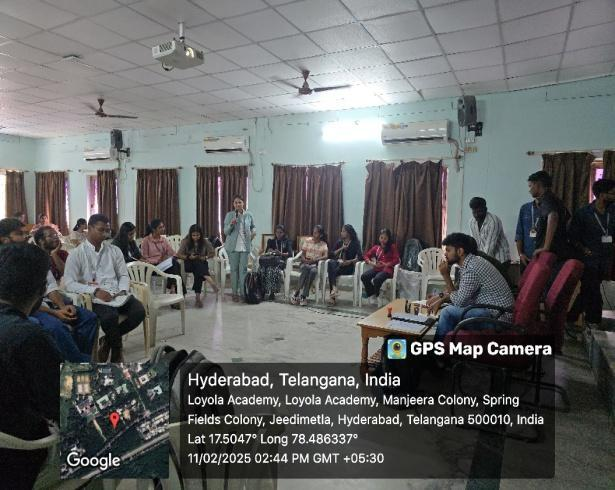 GPS Map Camera
Hyderabad, Telangana, India
Loyola Academy, Loyola Academy, Manjeera Colony, Spring
Fields Colony, Jeedimetla, Hyderabad, Telangana 500010, India
Lat 17.5047° Long 78.486337°
11/02/2025 02:44 PM GMT +05:30
Google